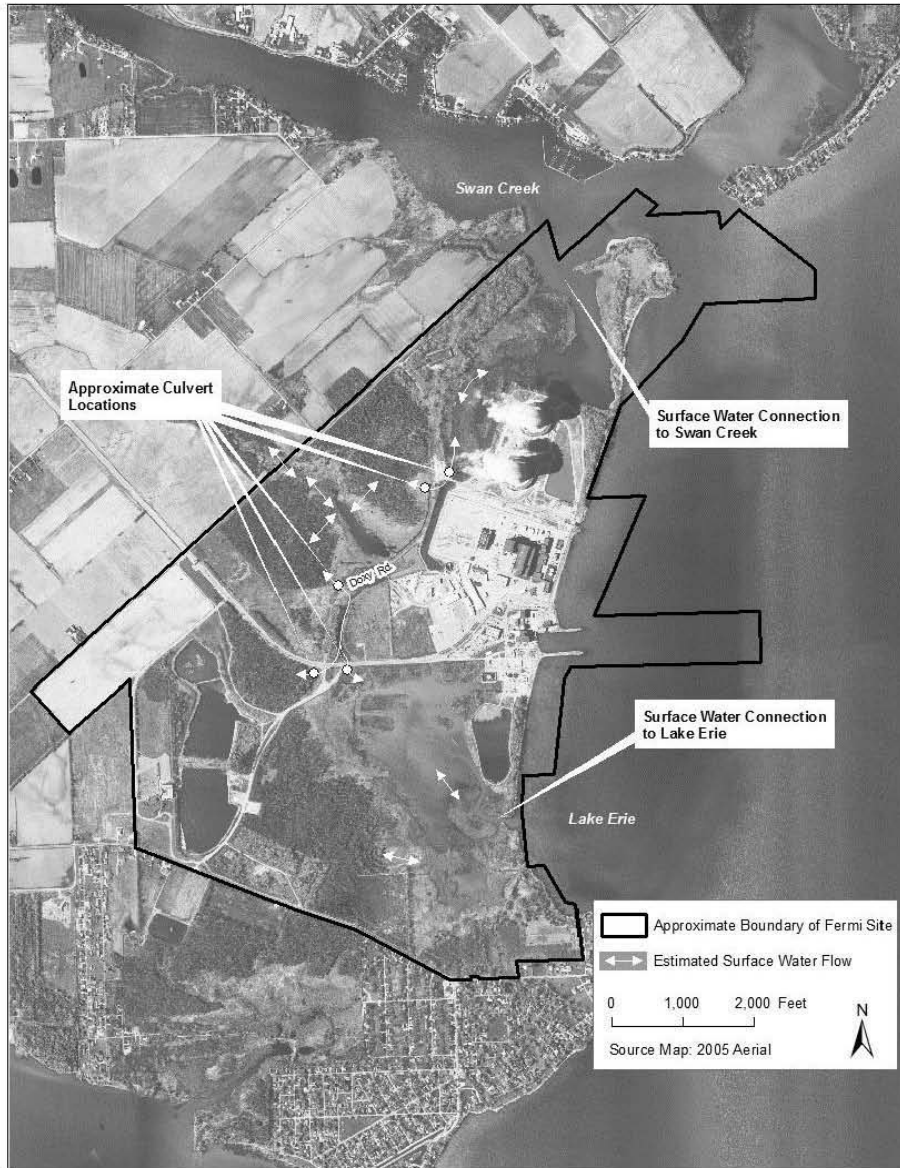 Swan Creek
Approximate Culvert
Locations
Surface Water Connection
to Swan Creek
Doxy Rd.
Surface Water Connection
to Lake Erie
Lake Erie
Approximate Boundary of Fermi Site
Estimated Surface Water Flow
0 1,000 2,000 Feet
N
Source Map: 2005 Aerial